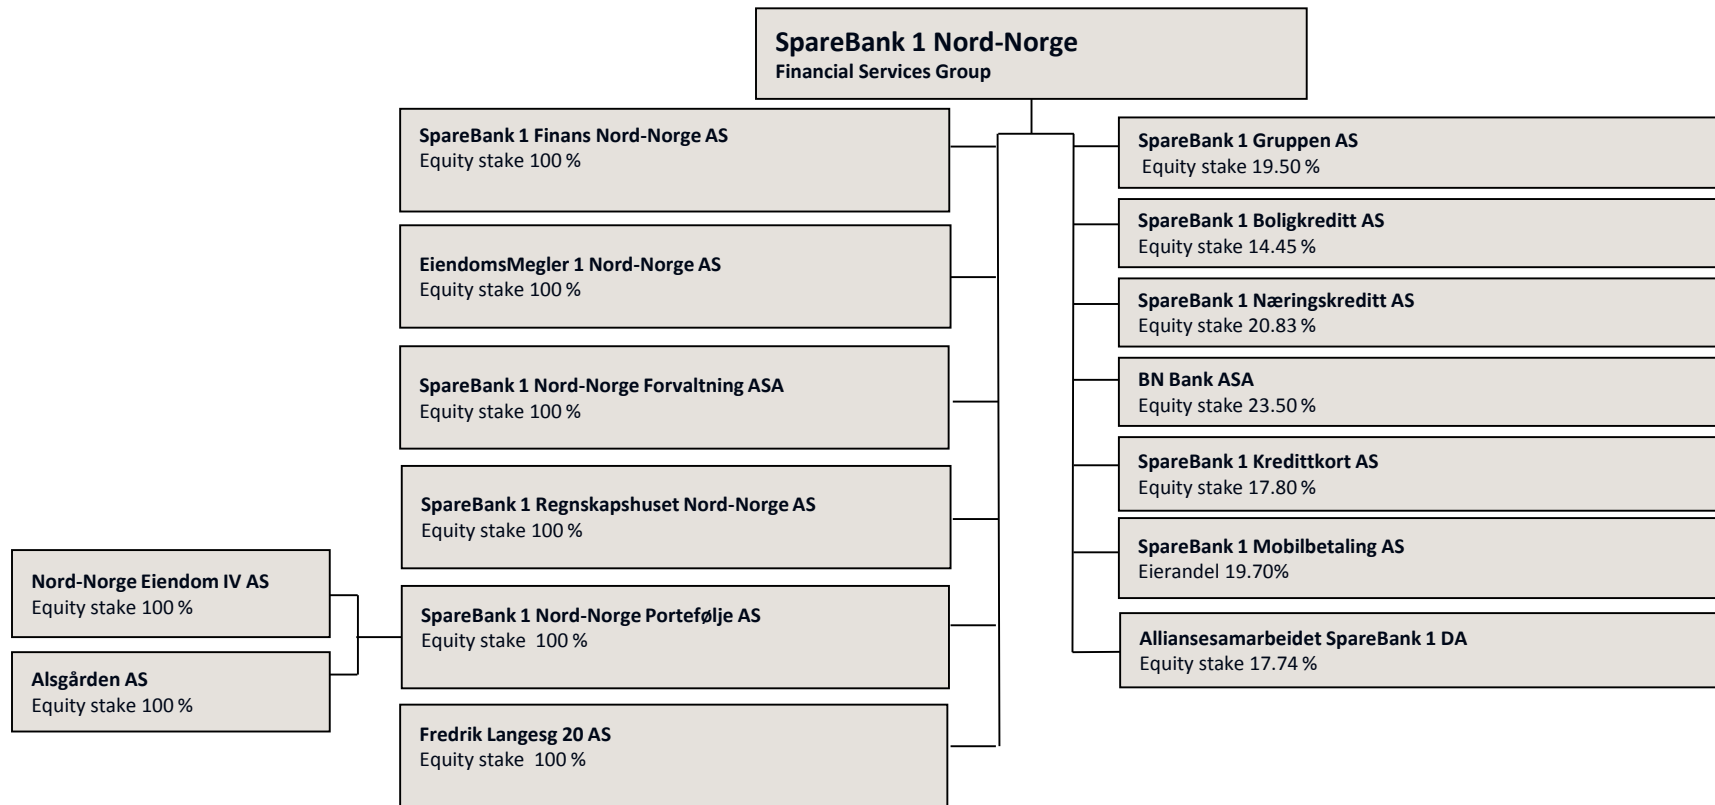 SpareBank 1 Nord-Norge
Financial Services Group
SpareBank 1 Finans Nord-Norge AS
Equity stake 100 %
EiendomsMegler 1 Nord-Norge AS
Equity stake 100 %
SpareBank 1 Nord-Norge Forvaltning ASA
Equity stake 100 %
SpareBank 1 Regnskapshuset Nord-Norge AS
Equity stake 100 %
SpareBank 1 Nord-Norge Portefølje AS
Equity stake 100 %
Fredrik Langesg 20 AS
Equity stake 100 %
Nord-Norge Eiendom IV AS
Equity stake 100 %
Alsgården AS
Equity stake 100 %
SpareBank 1 Gruppen AS
Equity stake 19.50 %
SpareBank 1 Boligkreditt AS
Equity stake 14.45 %
SpareBank 1 Næringskreditt AS
Equity stake 20.83 %
BN Bank ASA
Equity stake 23.50 %
SpareBank 1 Kredittkort AS
Equity stake 17.80 %
SpareBank 1 Mobilbetaling AS
Eierandel 19.70%
Alliansesamarbeidet SpareBank 1 DA
Equity stake 17.74 %